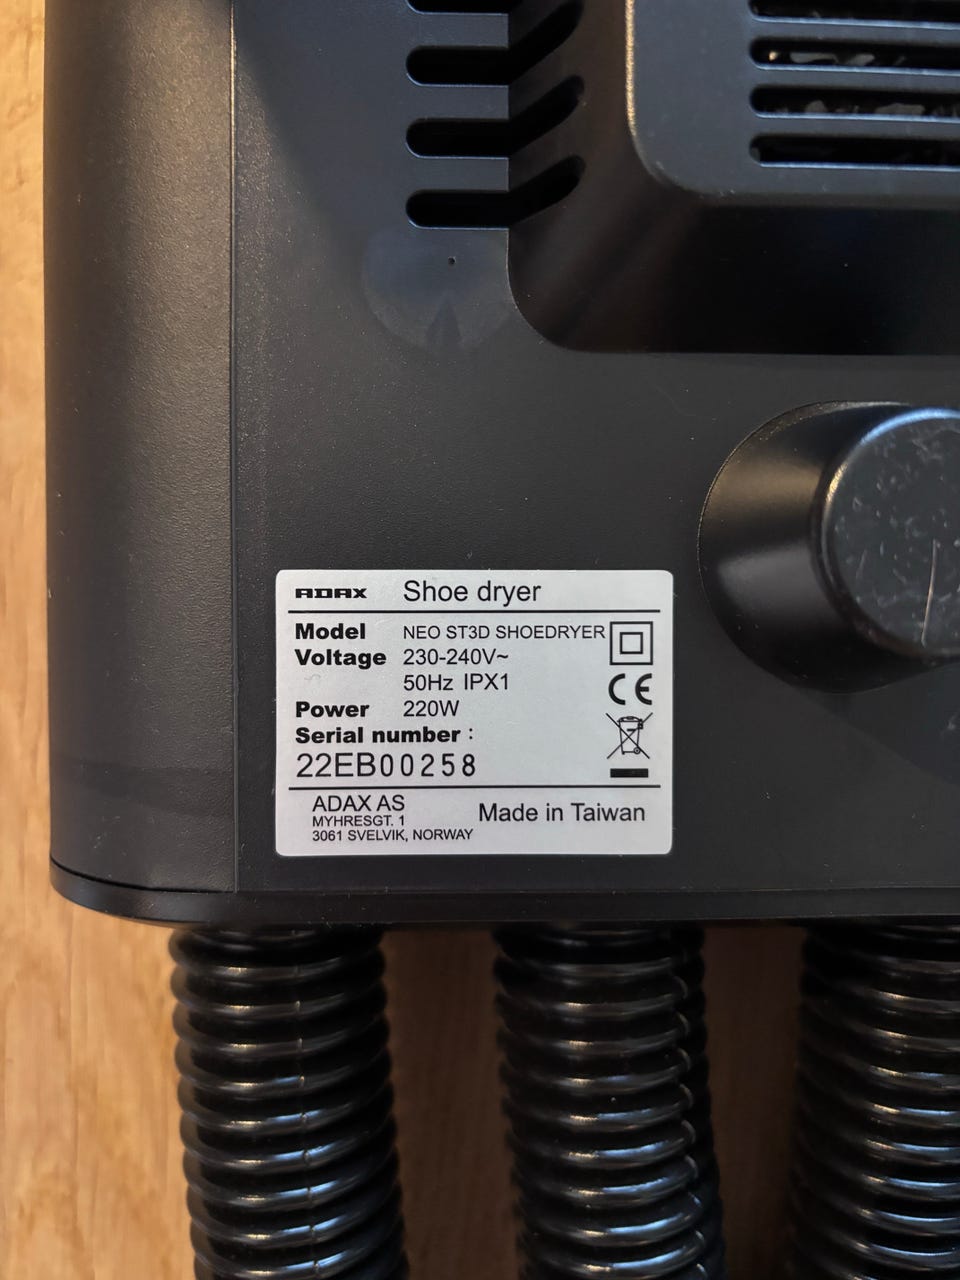 ADAX Shoe dryer
Model NEO ST3D SHOEDRYER
Voltage 230-240V~
50Hz IPX1
Power 220W
Serial number :
22EB00258
ADAX AS
MYHRESGT. 1
3061 SVELVIK, NORWAY
Made in Taiwan
CE